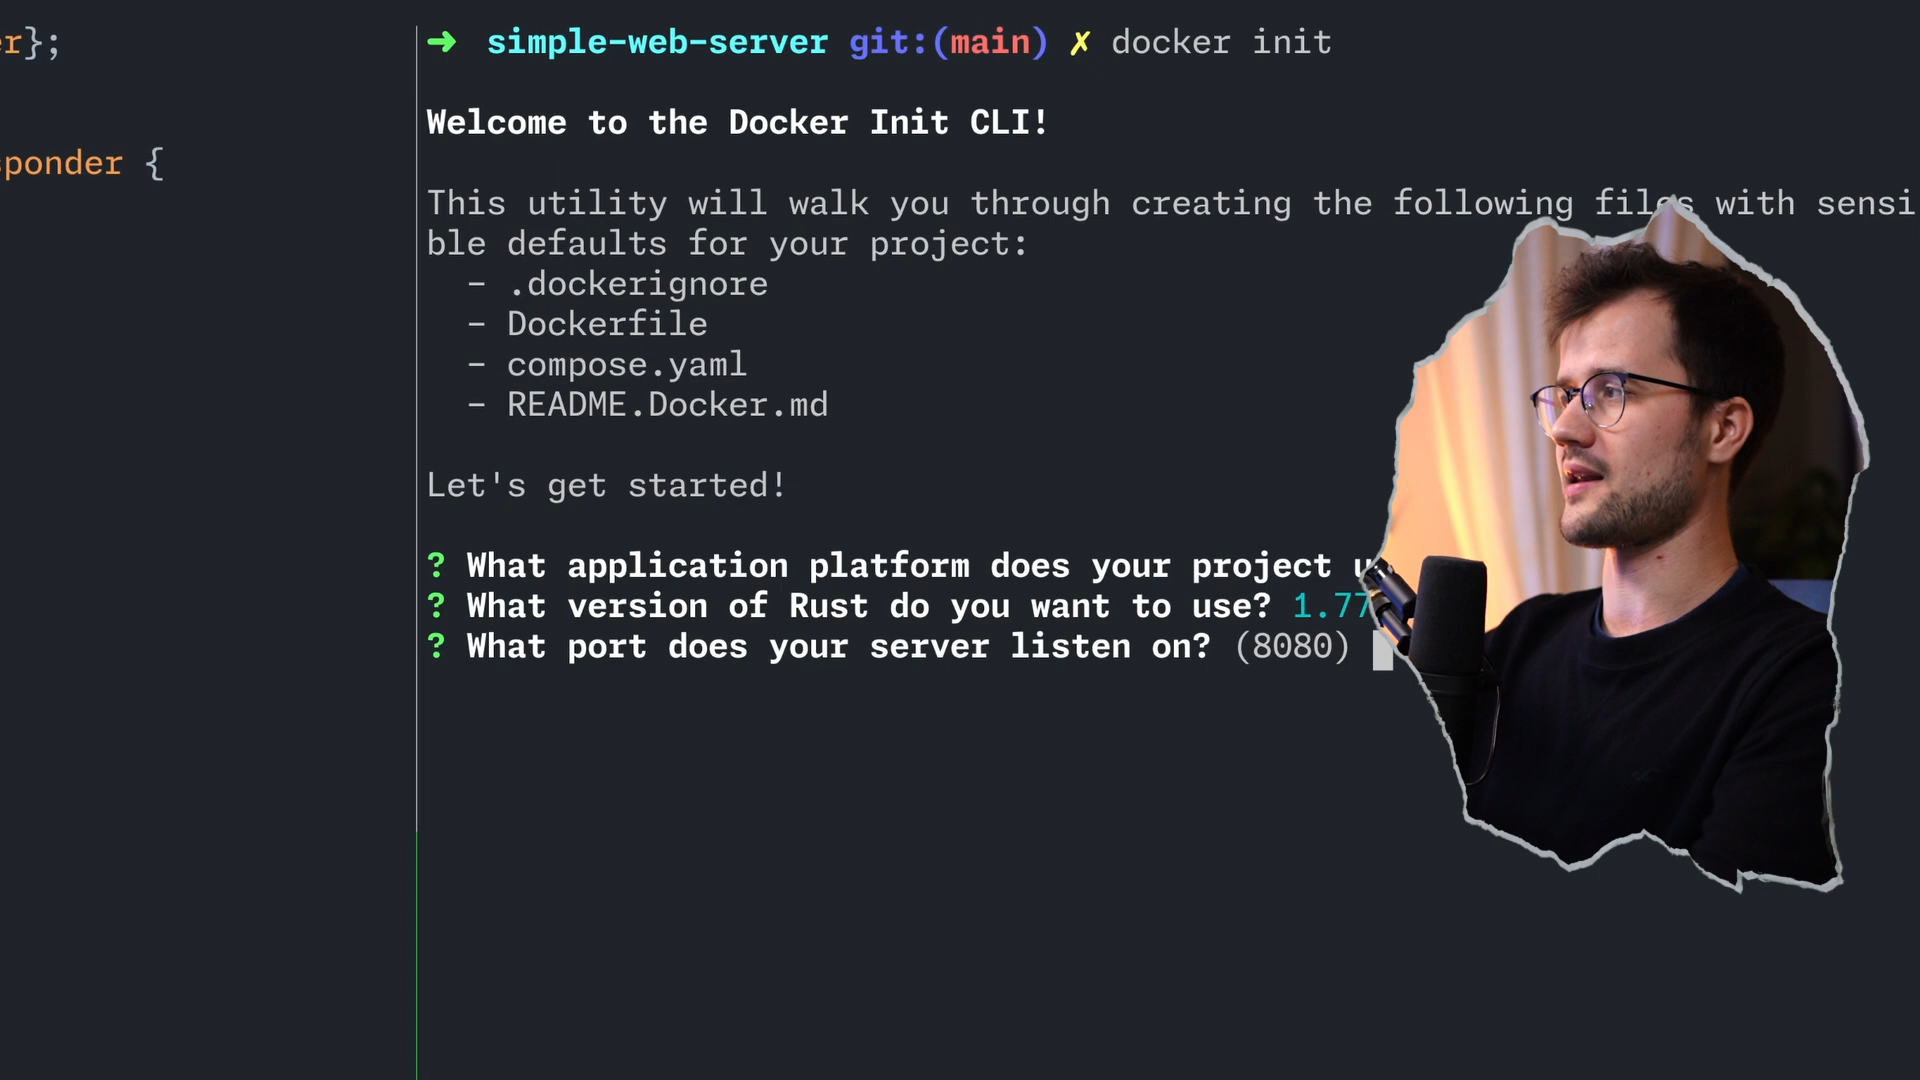 er};
sponder {
➜ simple-web-server git:(main) ✗ docker init
Welcome to the Docker Init CLI!
This utility will walk you through creating the following files with sensi
ble defaults for your project:
- .dockerignore
- Dockerfile
- compose.yaml
- README.Docker.md
Let's get started!
? What application platform does your project u
? What version of Rust do you want to use? 1.77
? What port does your server listen on? (8080)